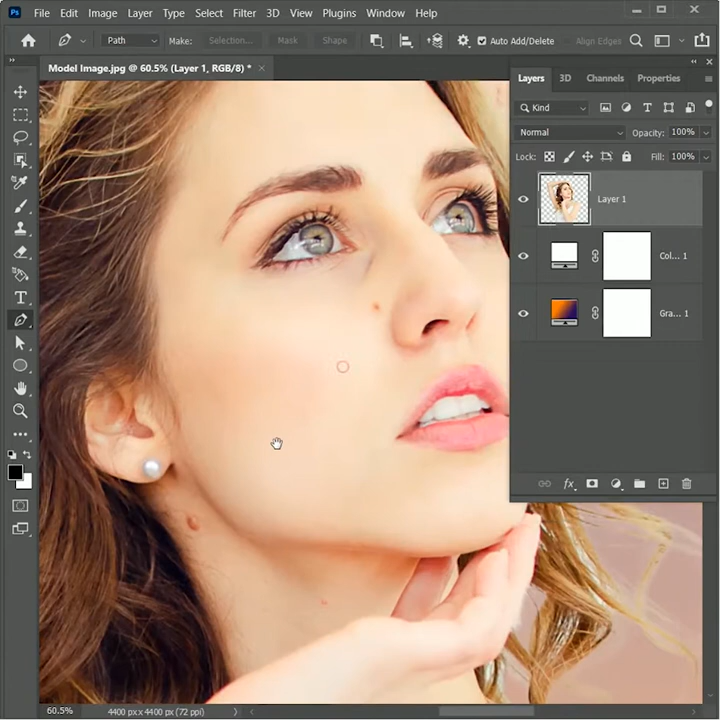 Ps File Edit Image Layer Type Select Filter 3D View Plugins Window Help
Path Make: Selection... Mask Shape Auto Add/Delete Align Edges
Model Image.jpg @ 60.5% (Layer 1, RGB/8) *
Layers 3D Channels Properties
Kind
Normal Opacity: 100%
Lock: Fill: 100%
Layer 1
Col... 1
Gra... 1
fx
60.5% 4400 px x 4400 px (72 ppi)